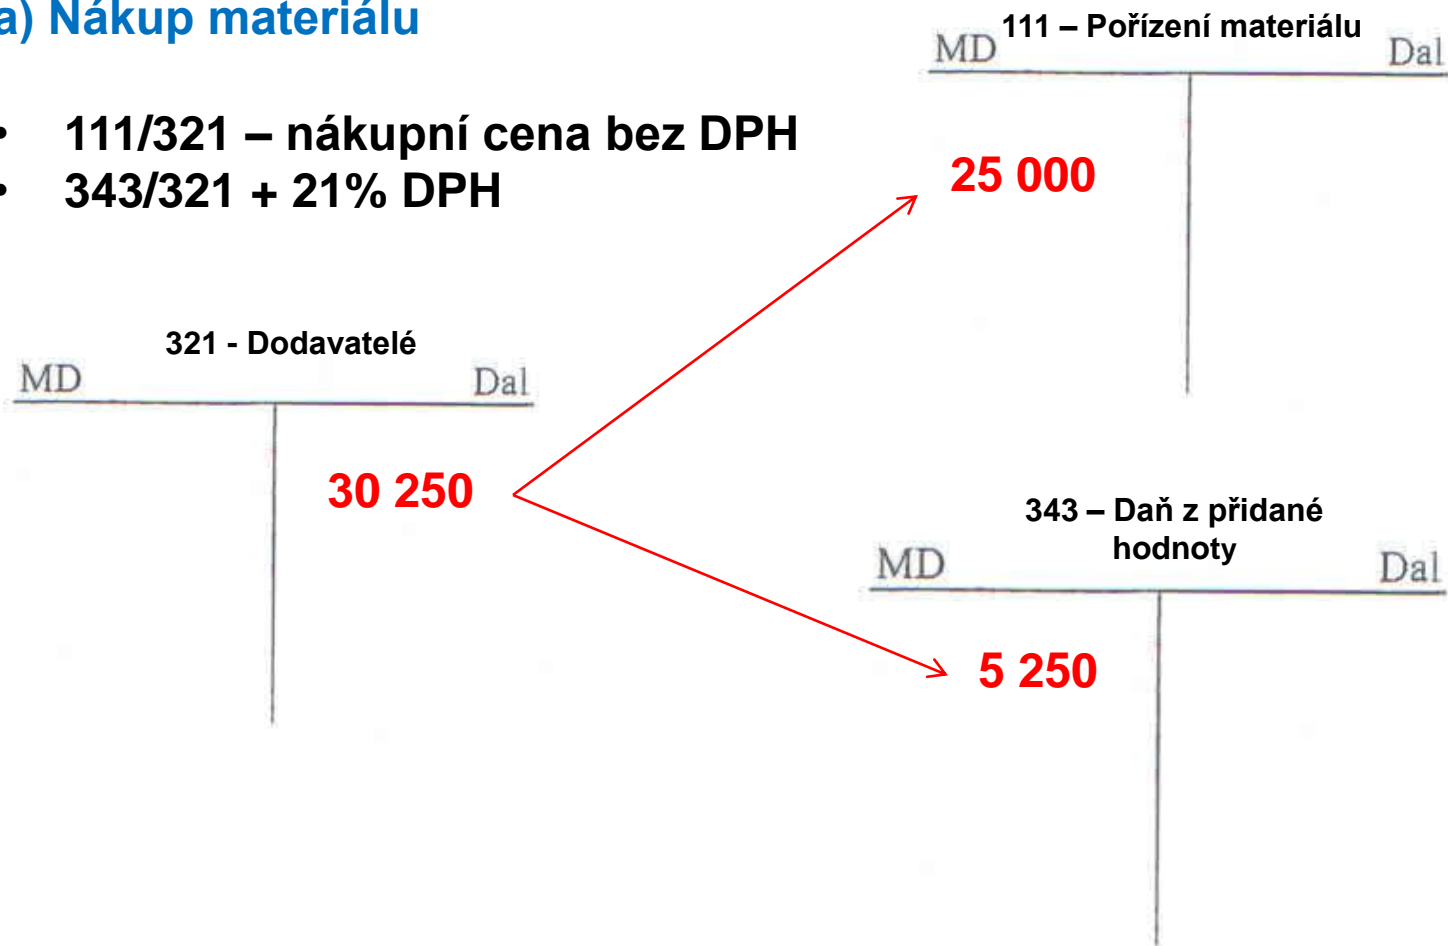 a) Nákup materiálu
• 111/321 – nákupní cena bez DPH
• 343/321 + 21% DPH
111 – Pořízení materiálu
MD Dal
25 000
321 - Dodavatelé
MD Dal
30 250
343 – Daň z přidané
hodnoty
MD Dal
5 250